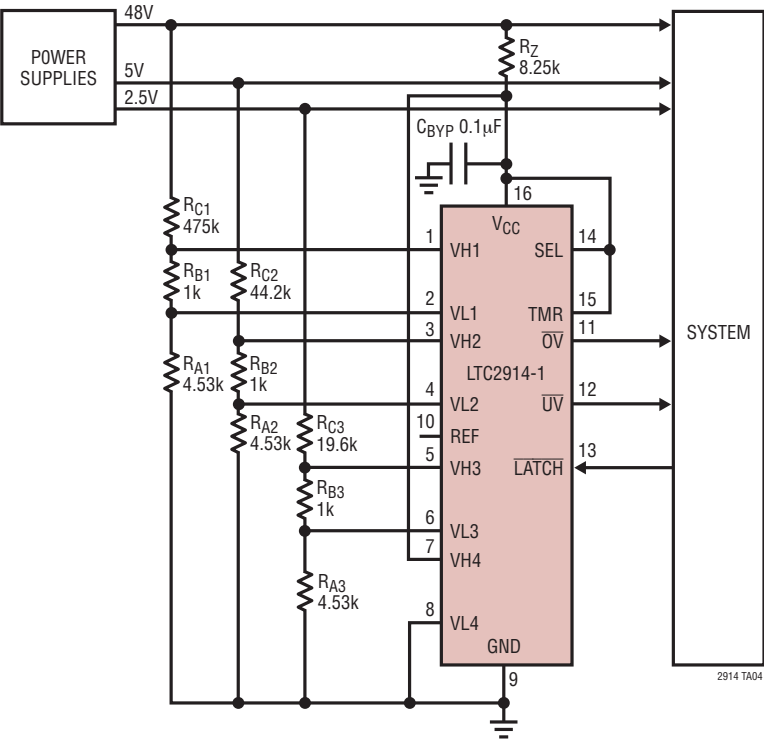 48V
POWER
SUPPLIES
5V
2.5V
RZ
8.25k
CBYP 0.1µF
16
VCC
RC1
475k
1
VH1
SEL
14
RB1
1k
RC2
44.2k
2
VL1
TMR
15
3
VH2
OV
11
SYSTEM
RA1
4.53k
RB2
1k
LTC2914-1
4
VL2
UV
12
RA2
4.53k
RC3
19.6k
10
REF
5
VH3
LATCH
13
RB3
1k
6
VL3
7
VH4
RA3
4.53k
8
VL4
GND
9
2914 TA04